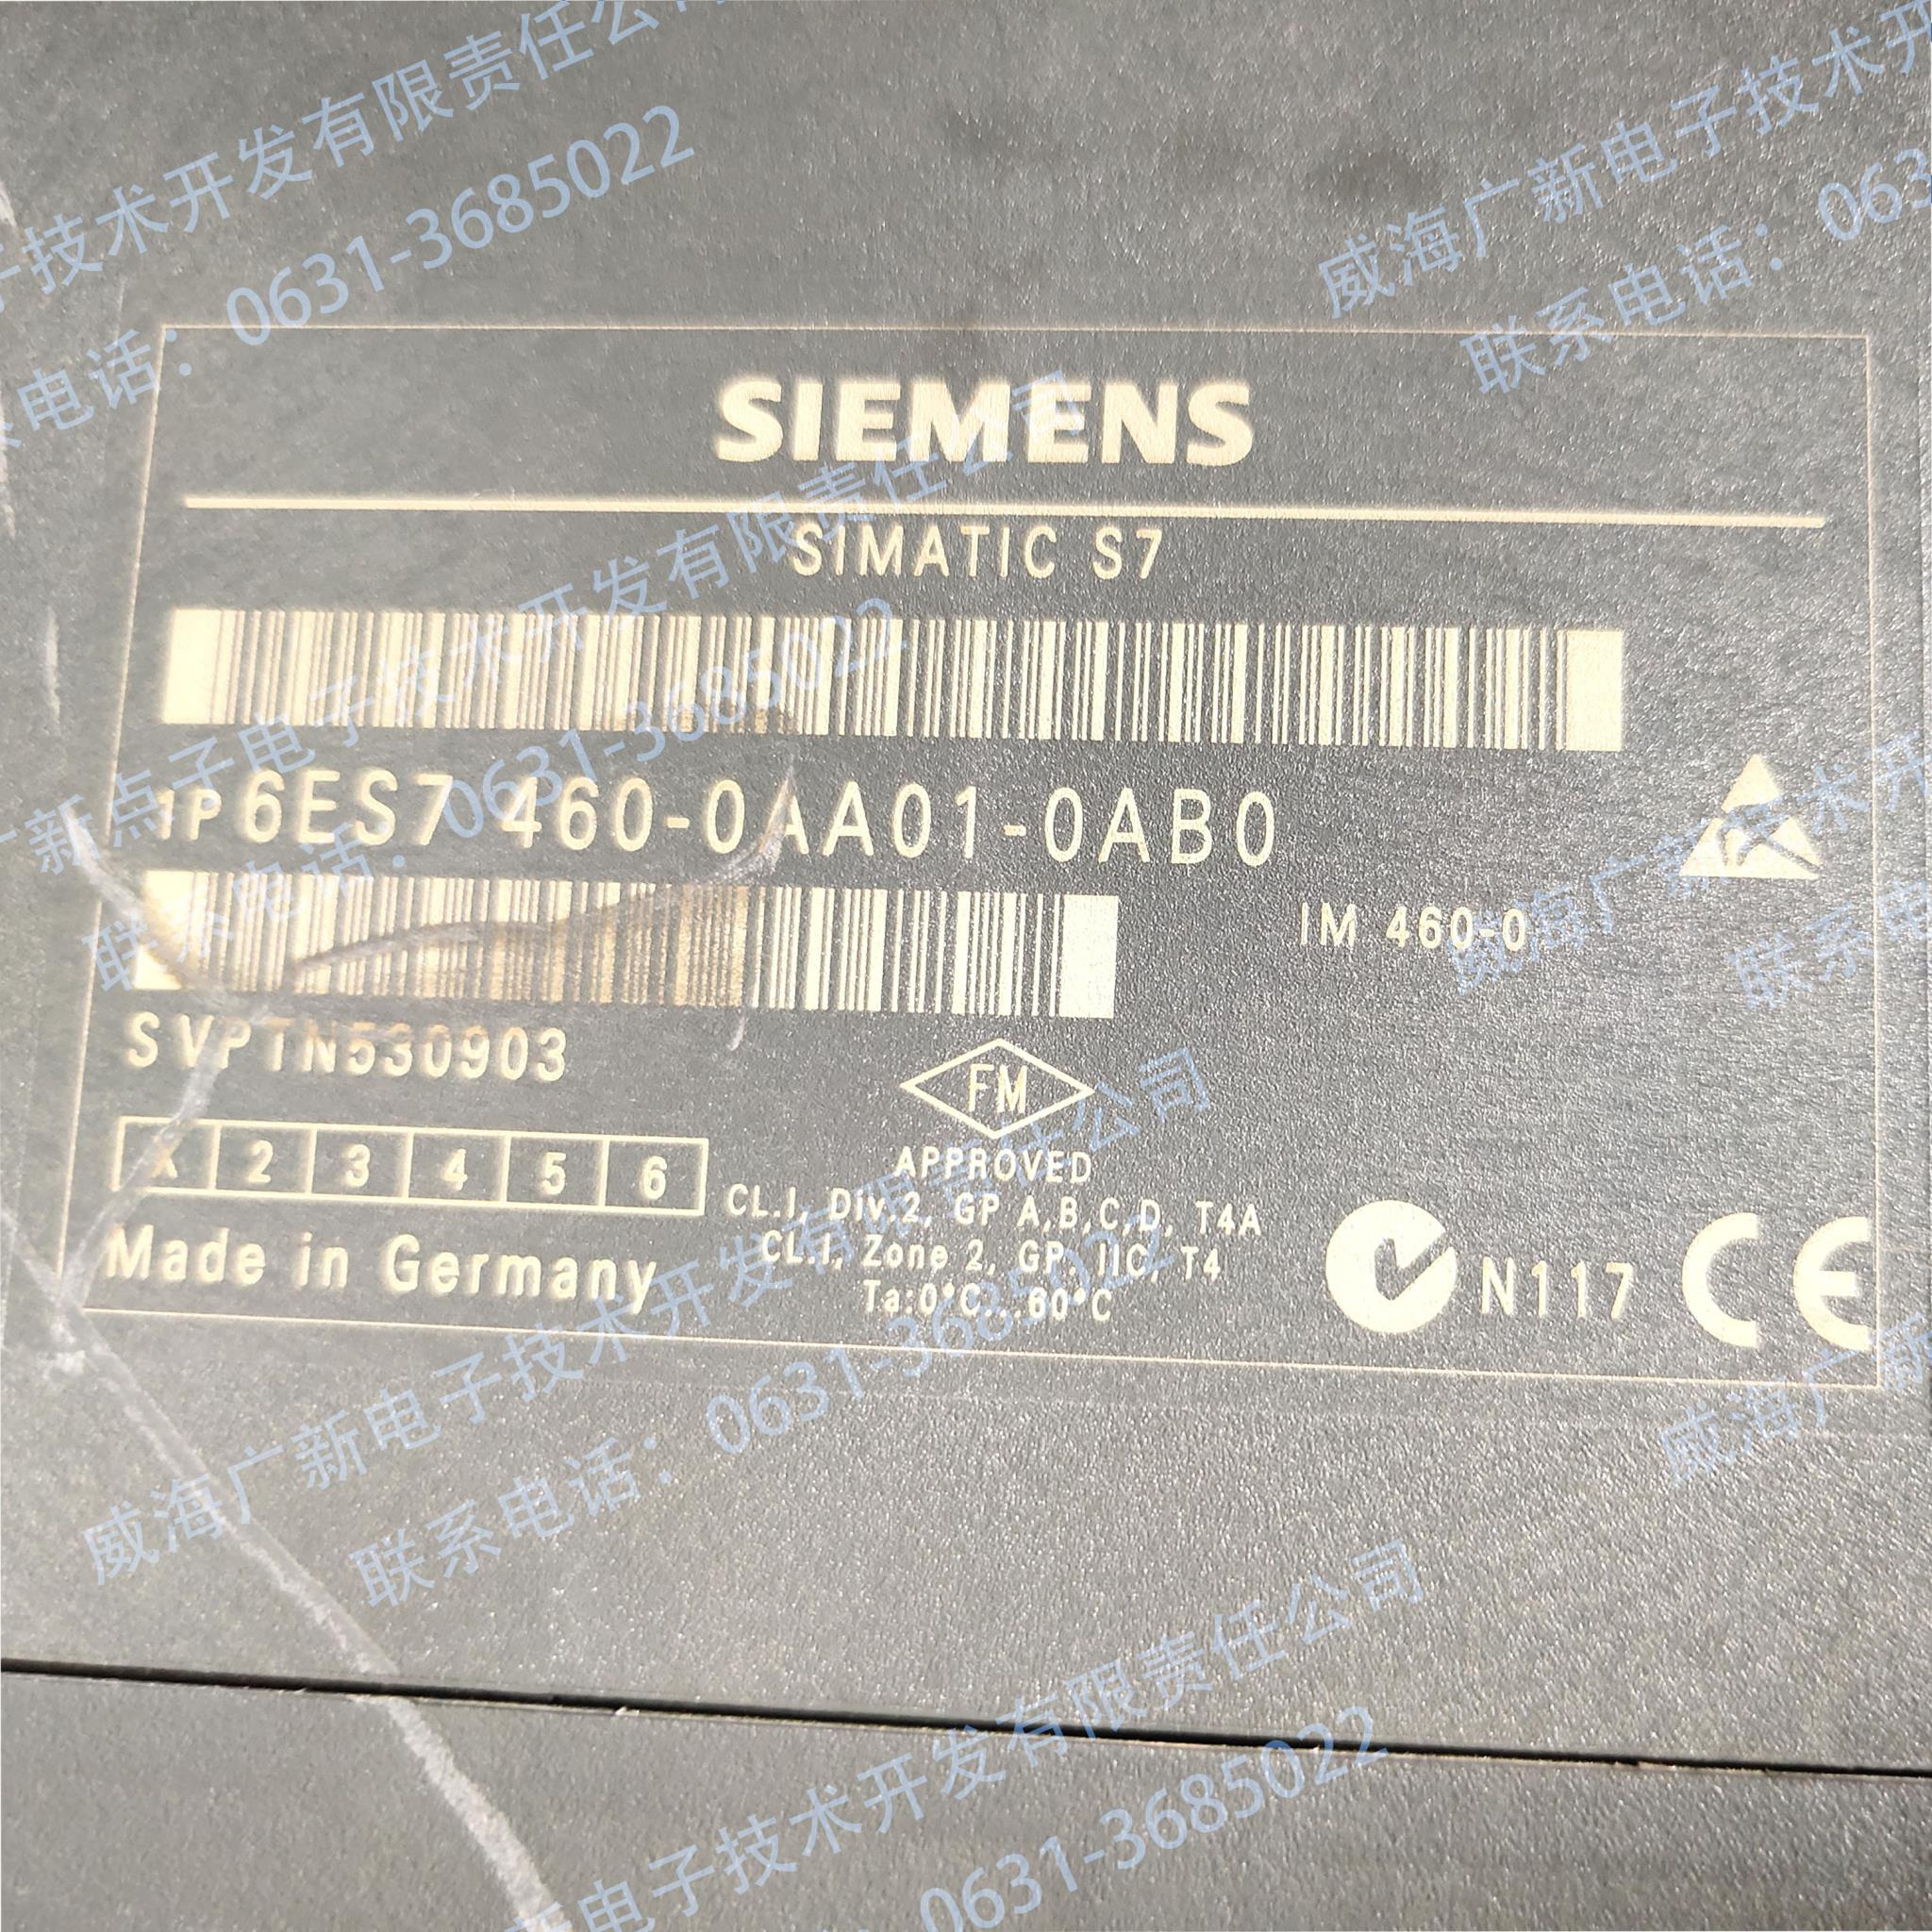 SIEMENS
SIMATIC S7
1P 6ES7 460-0AA01-0AB0
IM 460-0
SVPTN530903
FM
APPROVED
X 2 3 4 5 6
CL.I, Div.2, GP A,B,C,D, T4A
CL.I, Zone 2, GP. IIC, T4
Ta:0°C...60°C
Made in Germany
N117 CE
威海广新电子技术开发有限责任公司
联系电话：0631-3685022